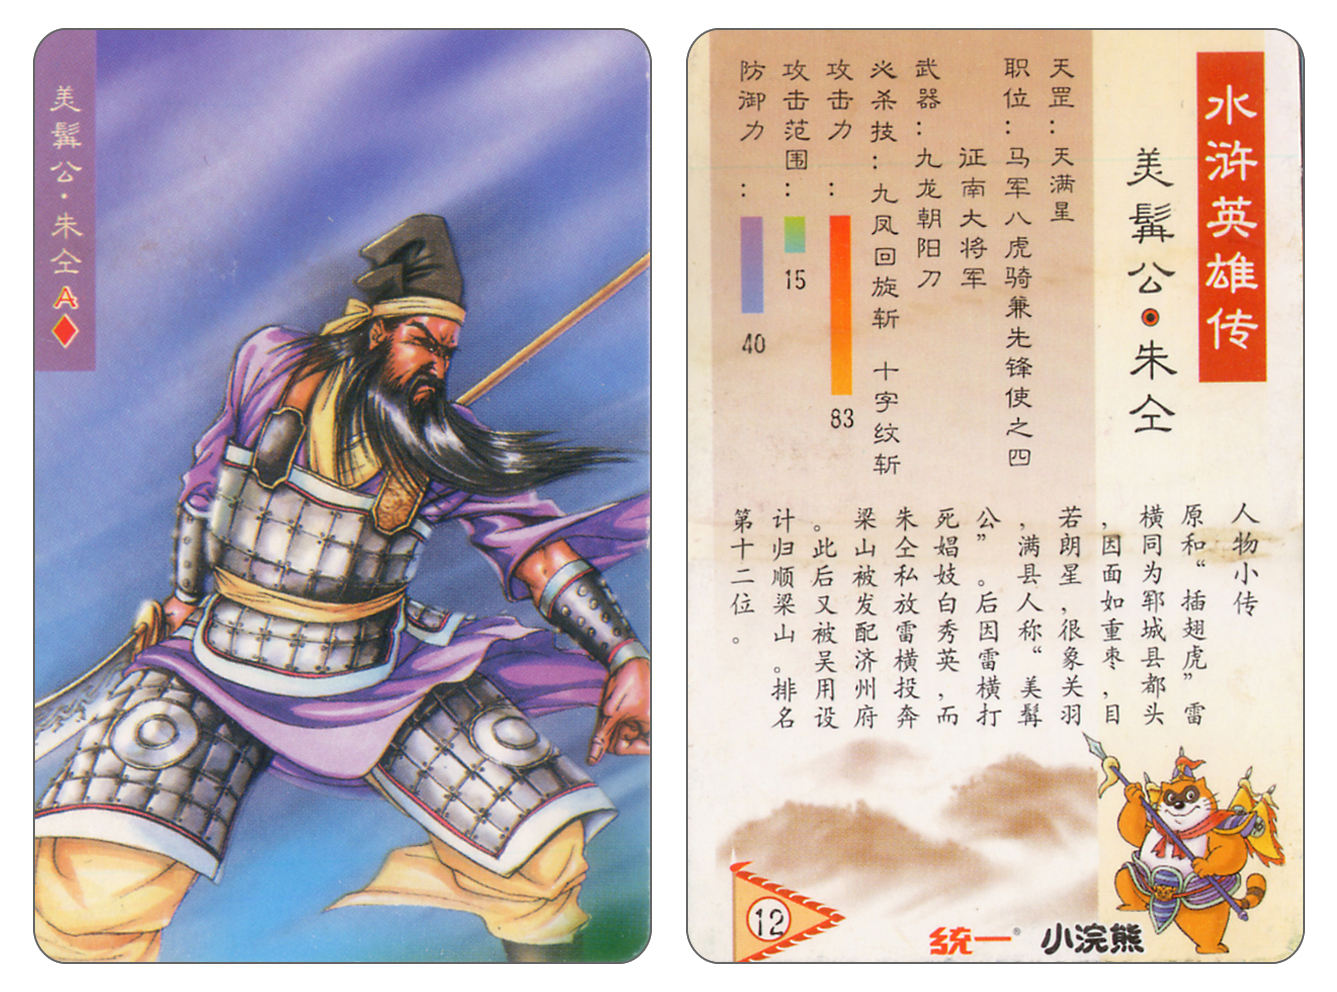 美髯公·朱仝
A
水浒英雄传
美髯公·朱仝
天罡：天满星
职位：马军八虎骑兼先锋使之四
证南大将军
武器：九龙朝阳刀
必杀技：九凤回旋斩 十字纹斩
攻击力：
83
攻击范围：
15
防御力：
40
人物小传
原和“插翅虎”雷
横同为郓城县都头
，因面如重枣，目
若朗星，很象关羽
，满县人称“美髯
公”。后因雷横打
死娼妓白秀英，而
朱仝私放雷横投奔
梁山被发配济州府
。此后又被吴用设
计归顺梁山。排名
第十二位。
12
统一®
小浣熊